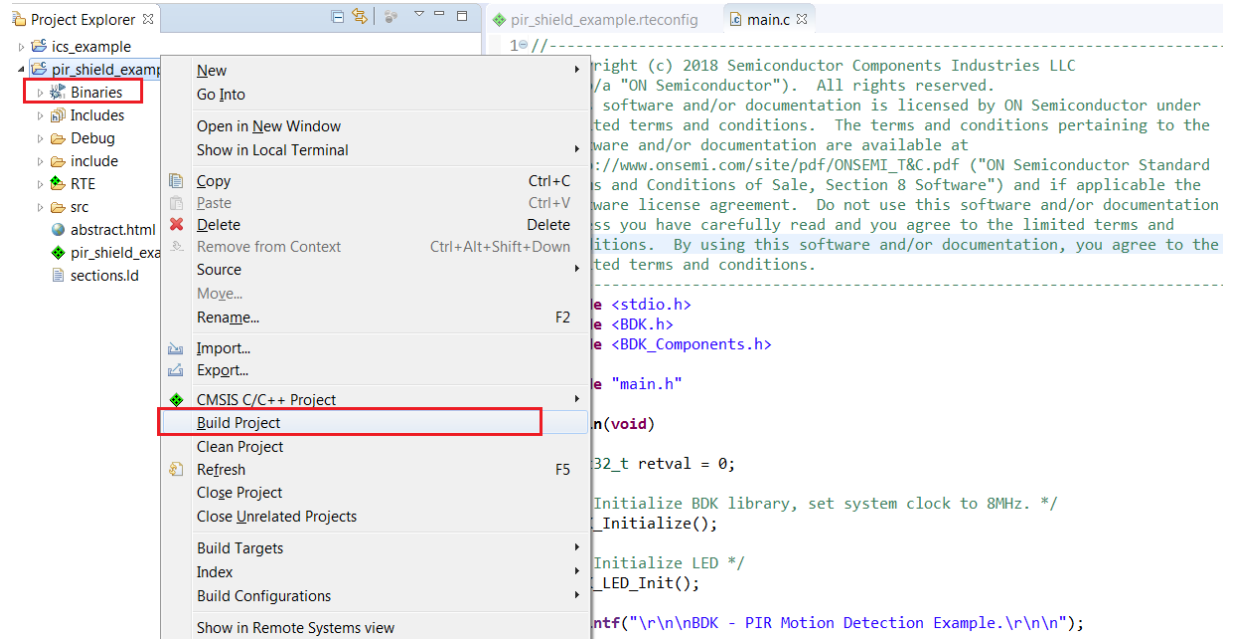 Project Explorer
pir_shield_example.rteconfig
main.c
ics_example
pir_shield_examp
Binaries
Includes
Debug
include
RTE
src
abstract.html
pir_shield_exa
sections.ld
New
Go Into
Open in New Window
Show in Local Terminal
Copy Ctrl+C
Paste Ctrl+V
Delete Delete
Remove from Context Ctrl+Alt+Shift+Down
Source
Move...
Rename... F2
Import...
Export...
CMSIS C/C++ Project
Build Project
Clean Project
Refresh F5
Close Project
Close Unrelated Projects
Build Targets
Index
Build Configurations
Show in Remote Systems view
1 //-----------------------------------------------------------------------------
right (c) 2018 Semiconductor Components Industries LLC
/a "ON Semiconductor"). All rights reserved.
software and/or documentation is licensed by ON Semiconductor under
ted terms and conditions. The terms and conditions pertaining to the
ware and/or documentation are available at
://www.onsemi.com/site/pdf/ONSEMI_T&C.pdf ("ON Semiconductor Standard
s and Conditions of Sale, Section 8 Software") and if applicable the
ware license agreement. Do not use this software and/or documentation
ss you have carefully read and you agree to the limited terms and
itions. By using this software and/or documentation, you agree to the
ted terms and conditions.
-----------------------------------------------------------------------------
e <stdio.h>
e <BDK.h>
e <BDK_Components.h>
e "main.h"
n(void)
32_t retval = 0;
Initialize BDK library, set system clock to 8MHz. */
_Initialize();
Initialize LED */
_LED_Init();
ntf("\r\n\nBDK - PIR Motion Detection Example.\r\n\n");